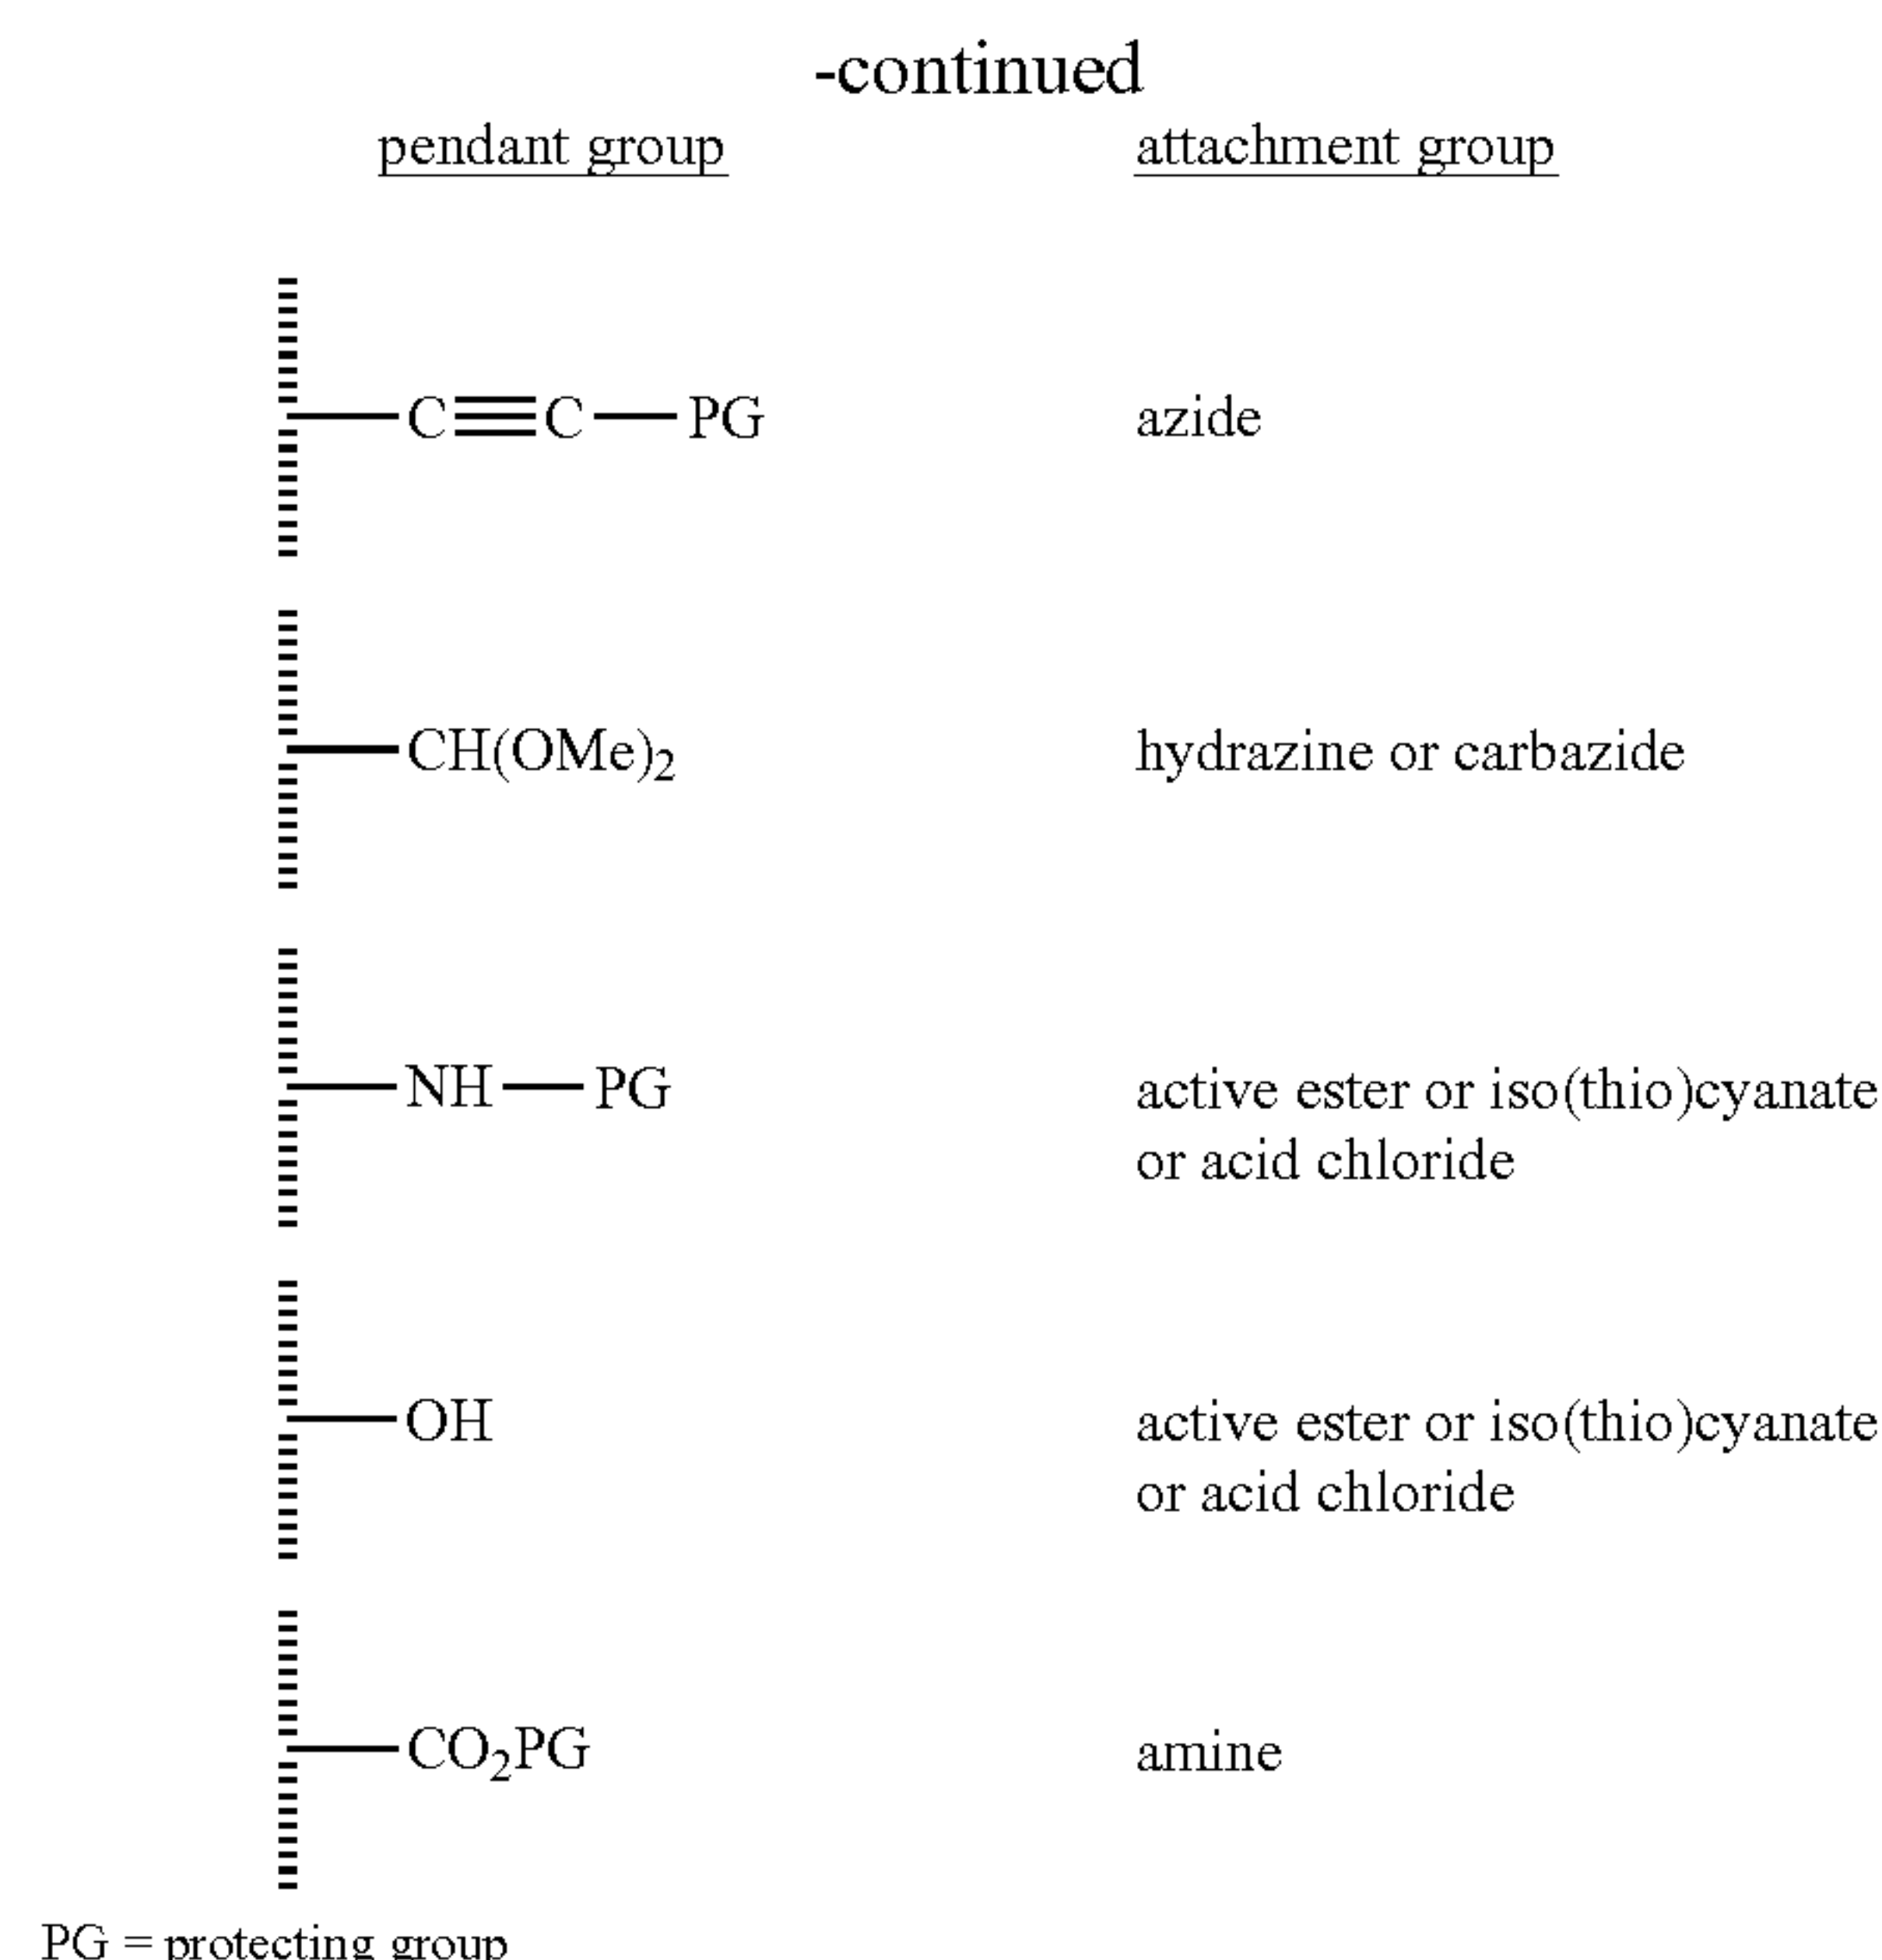 -continued
pendant group attachment group
C≡C—PG azide
CH(OMe)₂ hydrazine or carbazide
NH—PG active ester or iso(thio)cyanate
or acid chloride
OH active ester or iso(thio)cyanate
or acid chloride
CO₂PG amine
PG = protecting group